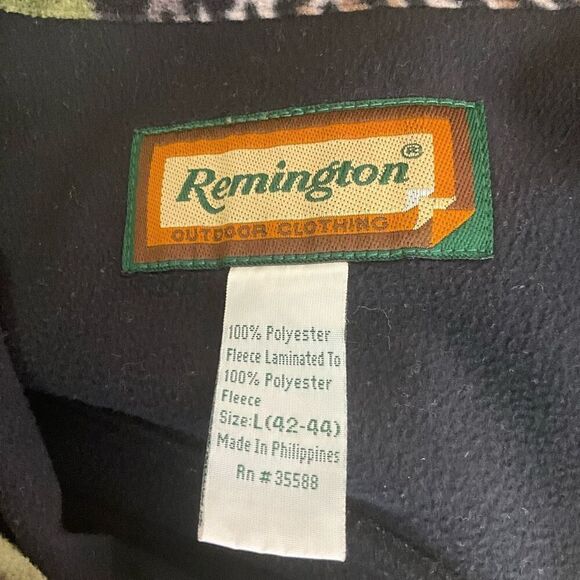 Remington®
OUTDOOR CLOTHING
100% Polyester
Fleece Laminated To
100% Polyester
Fleece
Size: L (42-44)
Made In Philippines
Rn # 35588